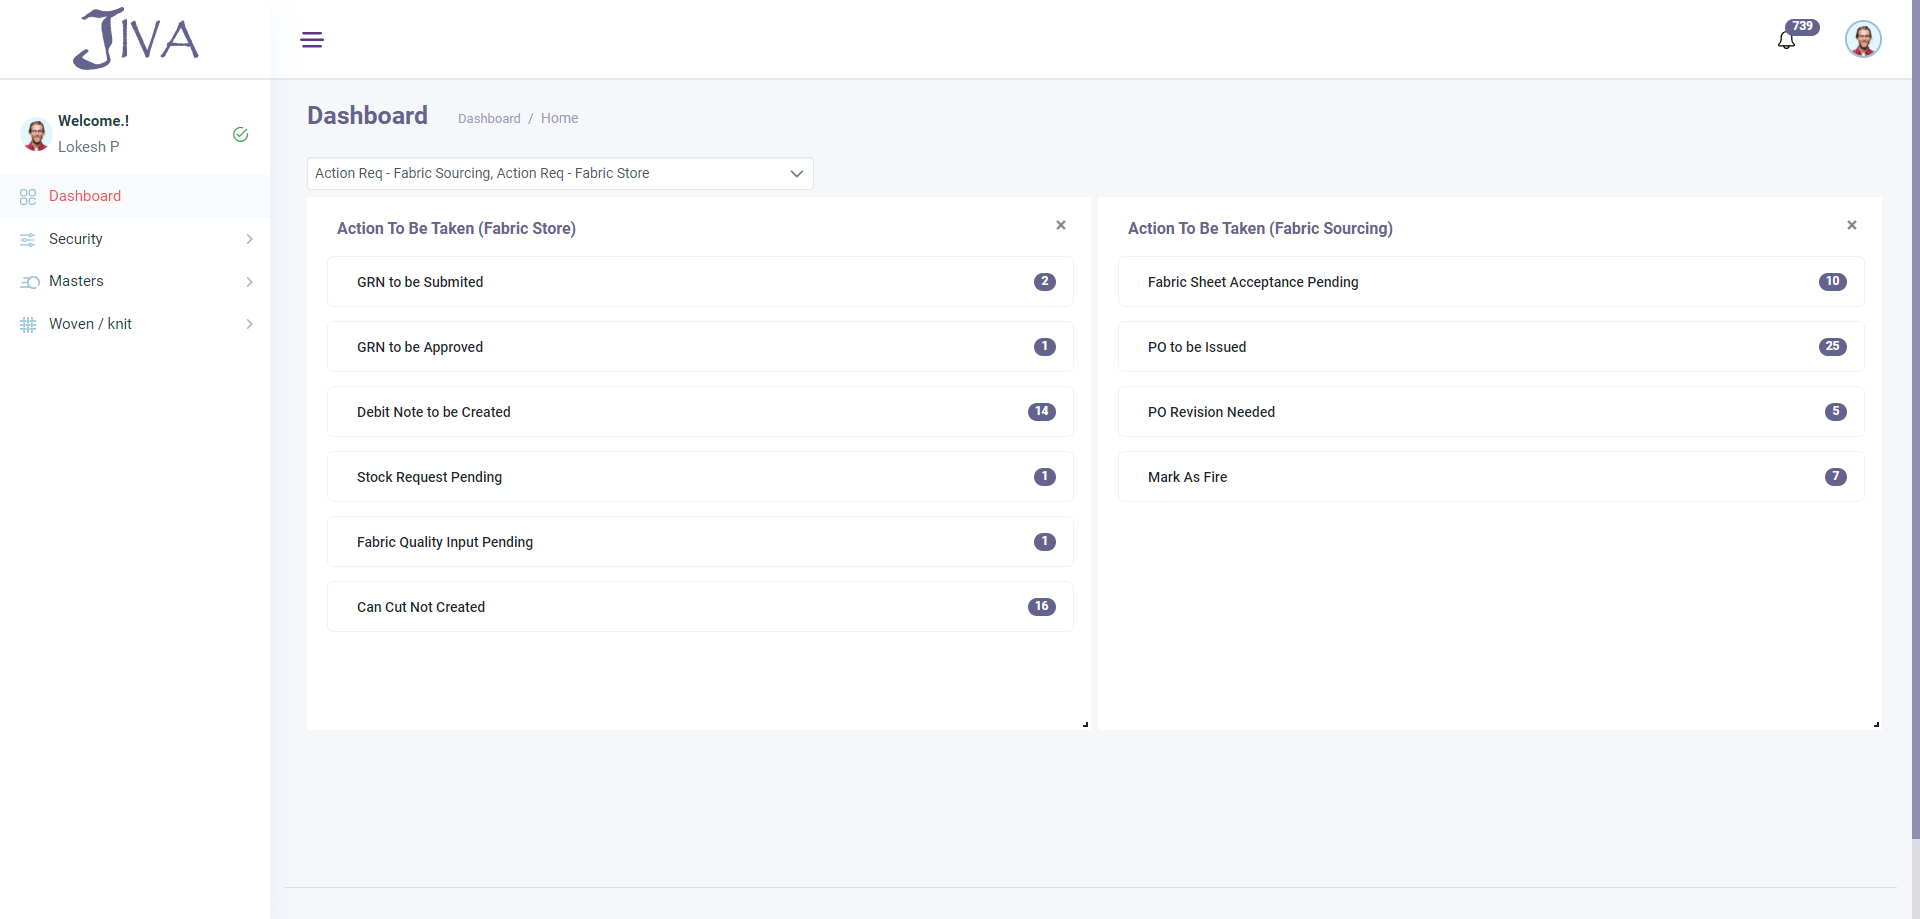 JIVA
739
Welcome.!
Lokesh P
Dashboard
Security
Masters
Woven / knit
Dashboard
Dashboard / Home
Action Req - Fabric Sourcing, Action Req - Fabric Store
Action To Be Taken (Fabric Store)
×
GRN to be Submited 2
GRN to be Approved 1
Debit Note to be Created 14
Stock Request Pending 1
Fabric Quality Input Pending 1
Can Cut Not Created 16
Action To Be Taken (Fabric Sourcing)
×
Fabric Sheet Acceptance Pending 10
PO to be Issued 25
PO Revision Needed 5
Mark As Fire 7